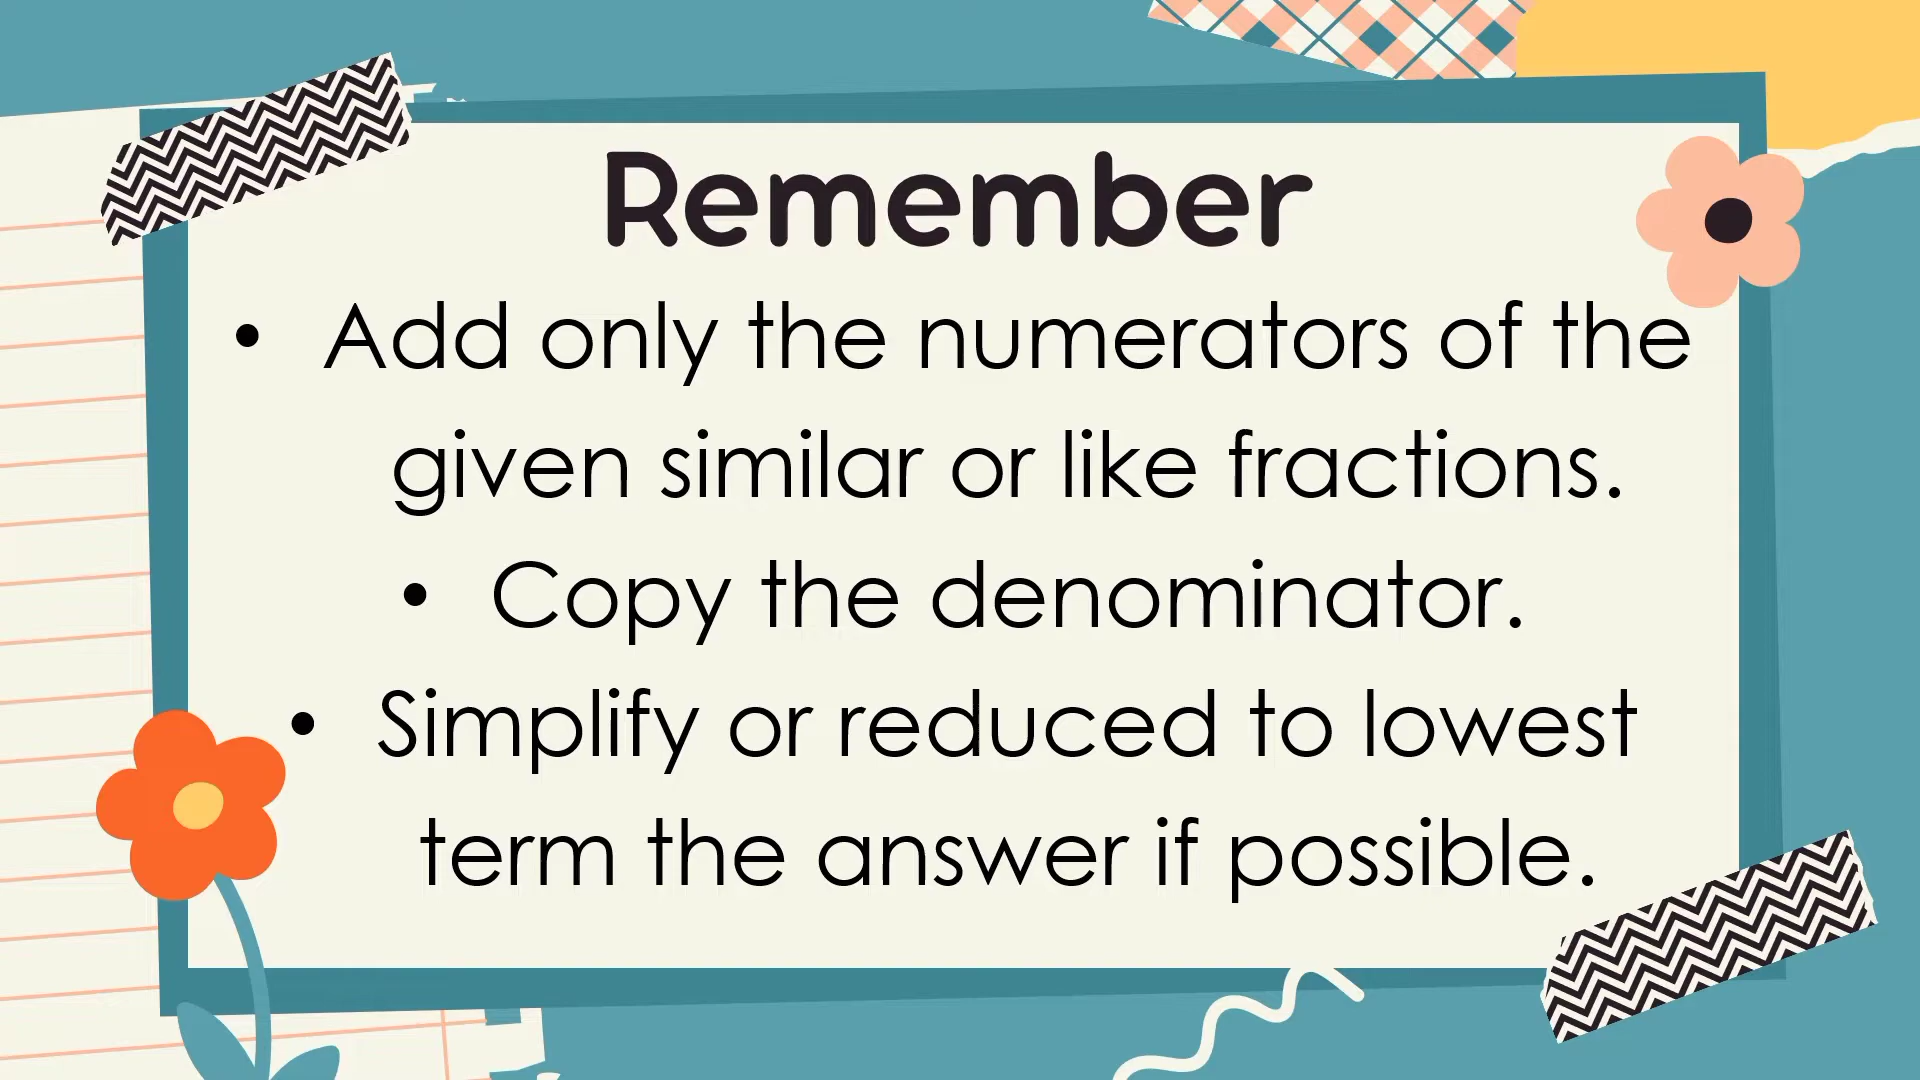 Remember
• Add only the numerators of the
given similar or like fractions.
• Copy the denominator.
• Simplify or reduced to lowest
term the answer if possible.